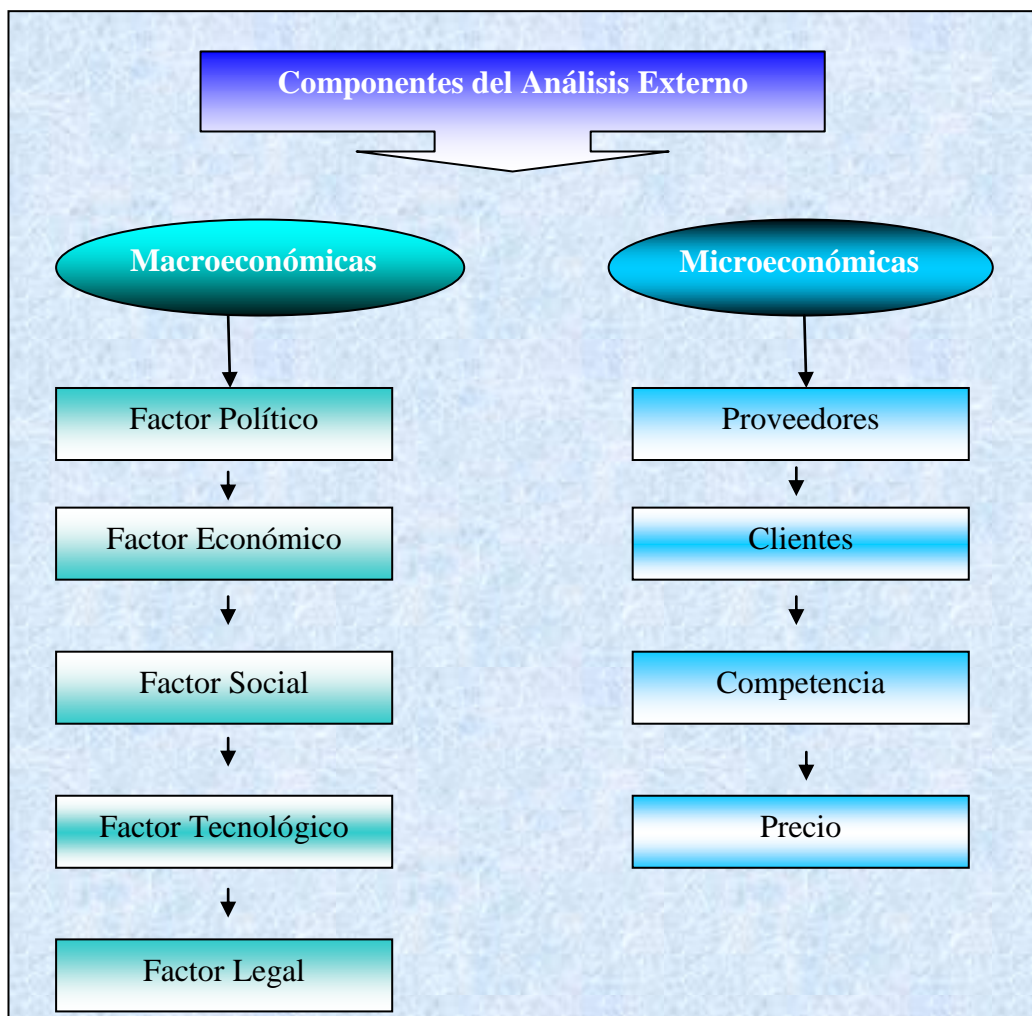 Componentes del Análisis Externo
Macroeconómicas
Factor Político
Factor Económico
Factor Social
Factor Tecnológico
Factor Legal
Microeconómicas
Proveedores
Clientes
Competencia
Precio